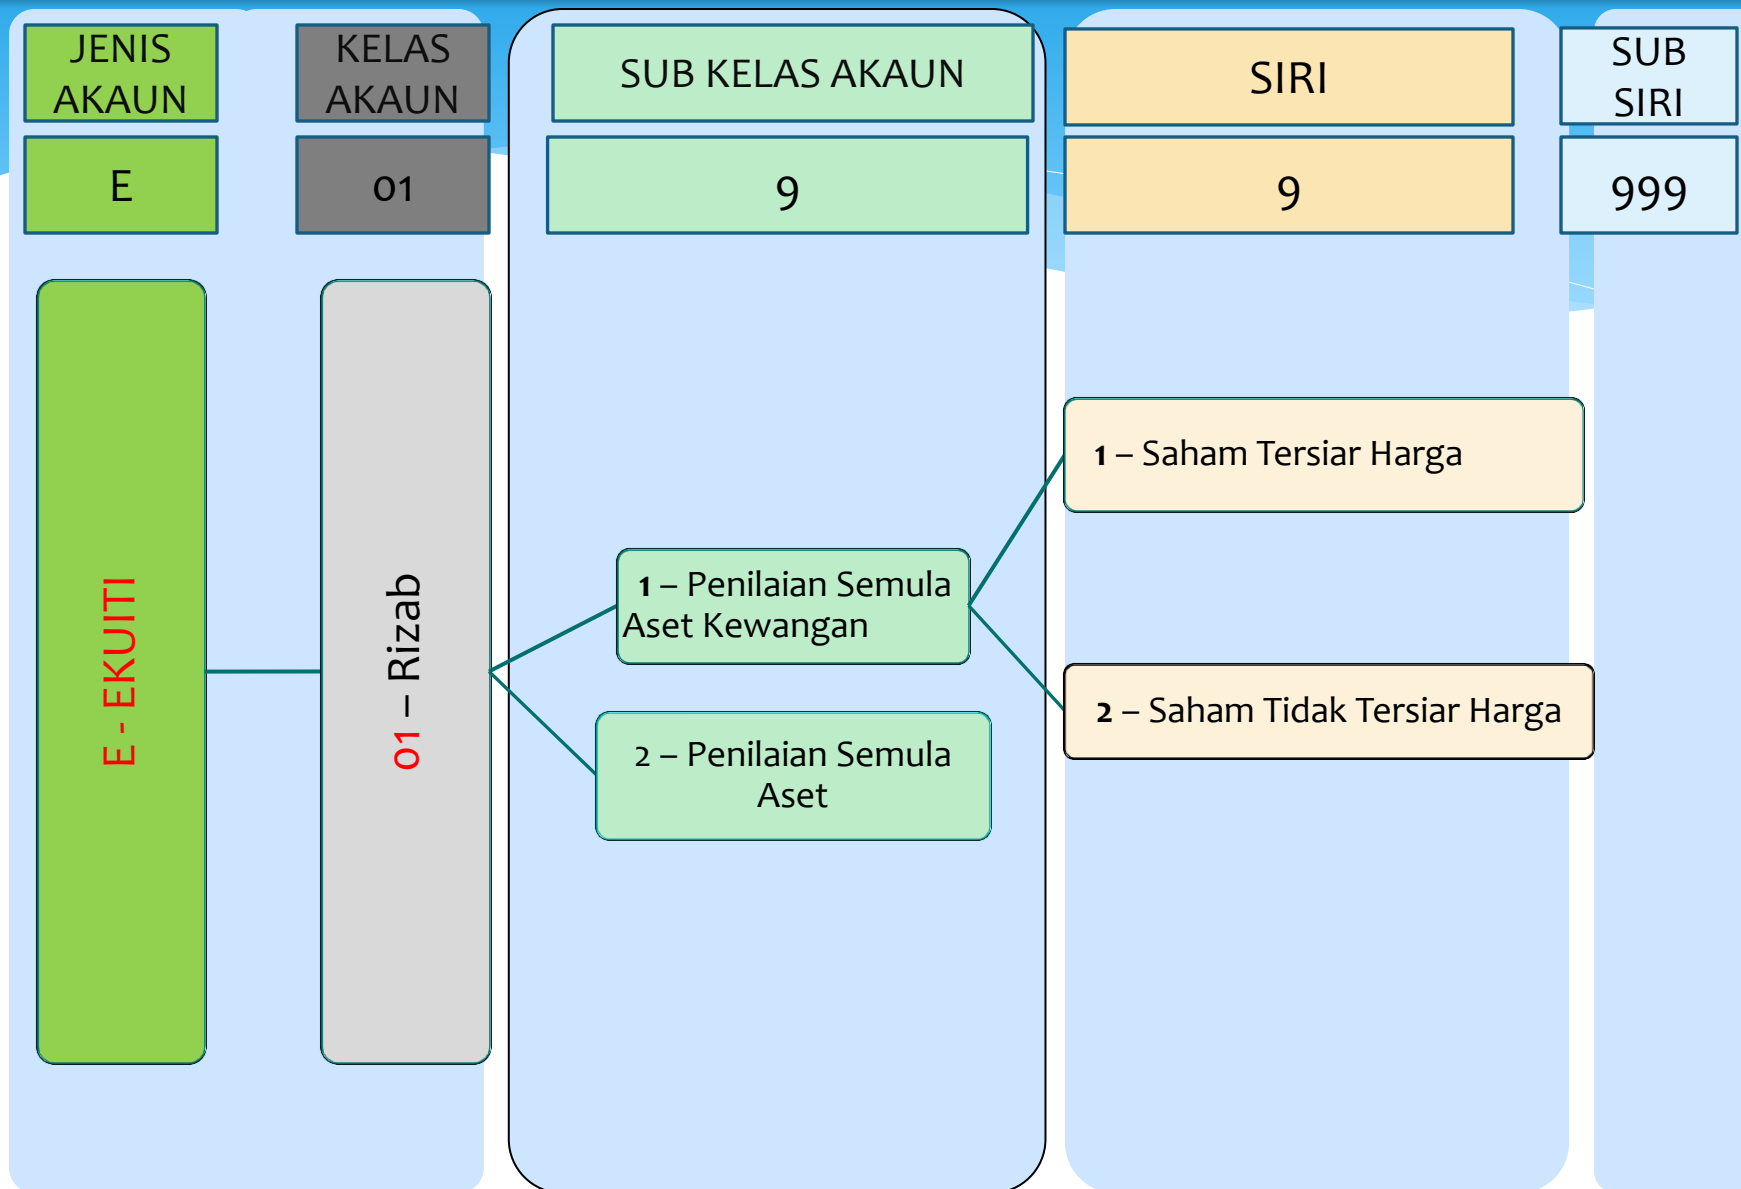 JENIS
AKAUN
KELAS
AKAUN
SUB KELAS AKAUN
SIRI
SUB
SIRI
E
01
9
9
999
E - EKUITI
01 – Rizab
1 – Penilaian Semula
Aset Kewangan
2 – Penilaian Semula
Aset
1 – Saham Tersiar Harga
2 – Saham Tidak Tersiar Harga